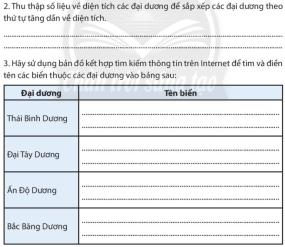 2. Thu thập số liệu về diện tích các đại dương để sắp xếp các đại dương theo
thứ tự tăng dần về diện tích.
3. Hãy sử dụng bản đồ kết hợp tìm kiếm thông tin trên Internet để tìm và điền
tên các biển thuộc các đại dương vào bảng sau:
Đại dương Tên biển
Thái Bình Dương
Đại Tây Dương
Ấn Độ Dương
Bắc Băng Dương